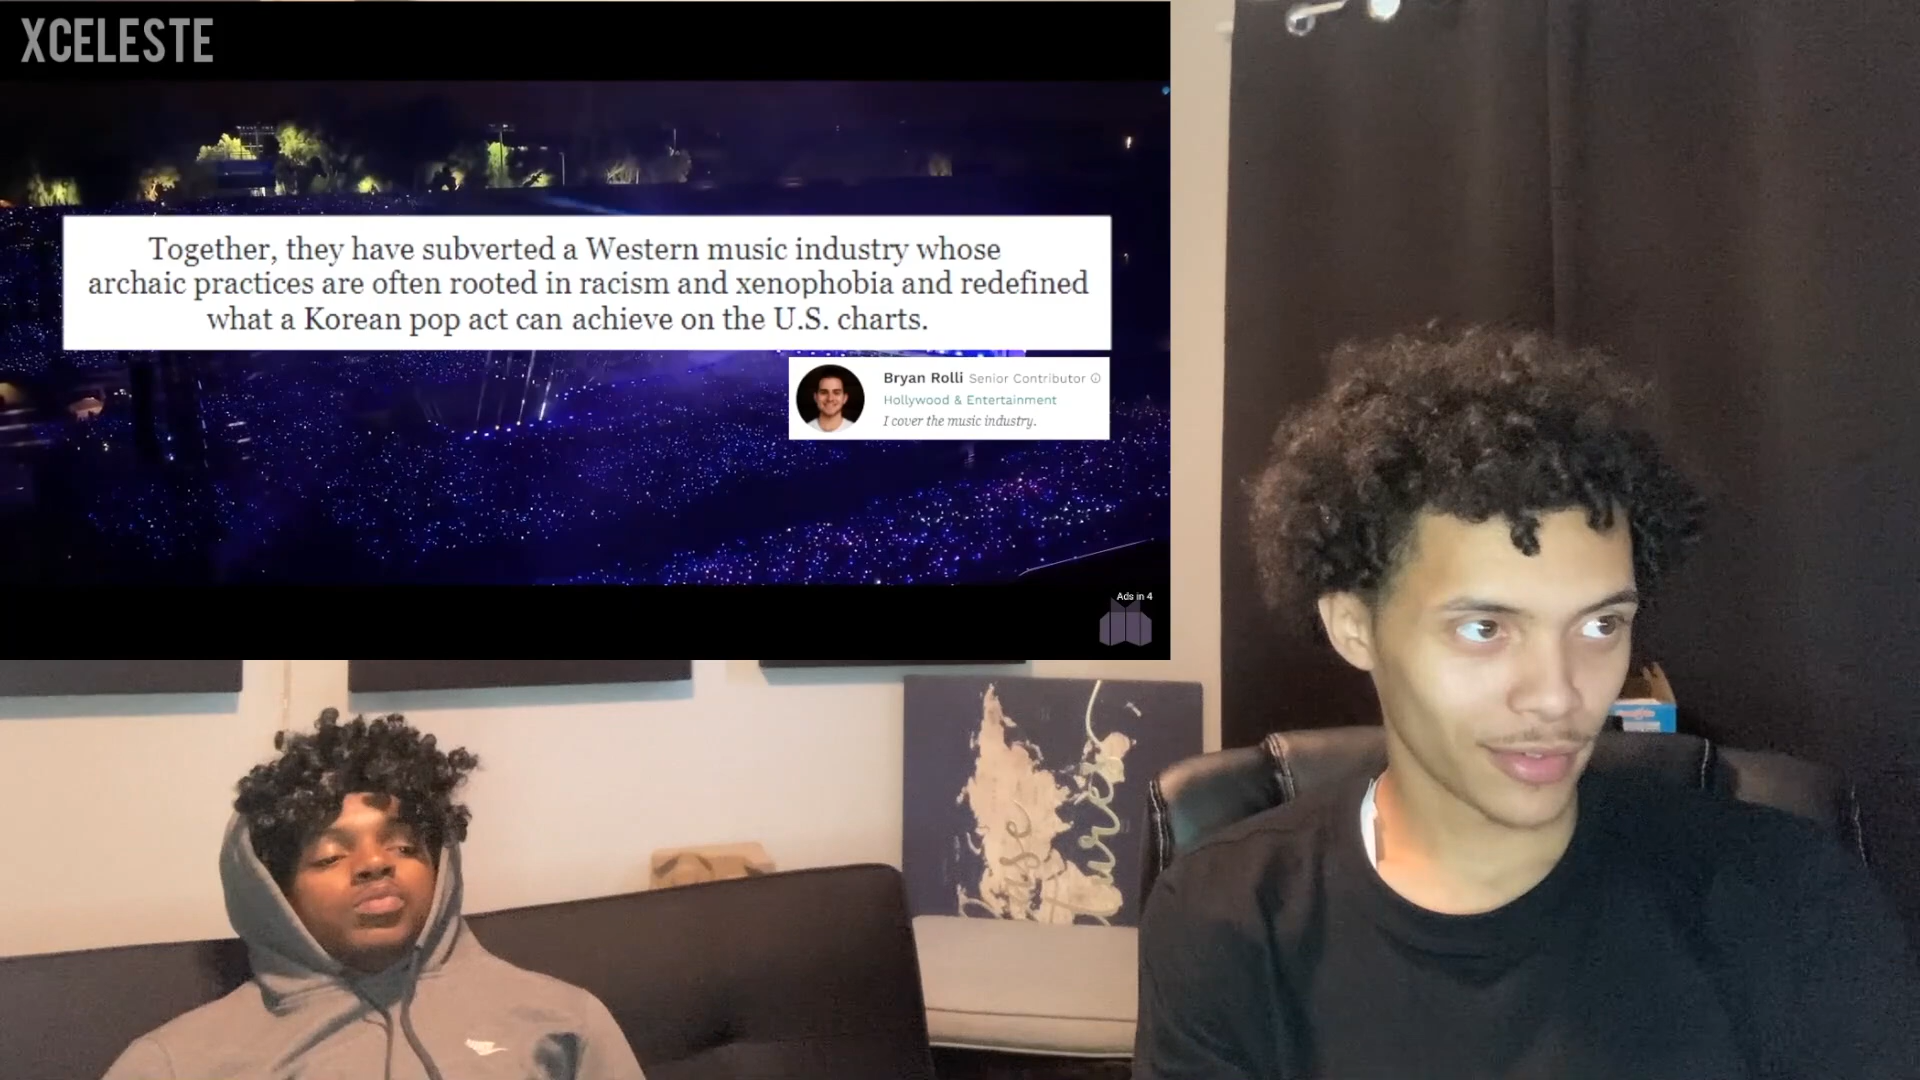 XCELESTE
Together, they have subverted a Western music industry whose
archaic practices are often rooted in racism and xenophobia and redefined
what a Korean pop act can achieve on the U.S. charts.
Bryan Rolli Senior Contributor
Hollywood & Entertainment
I cover the music industry.
Ads in 4